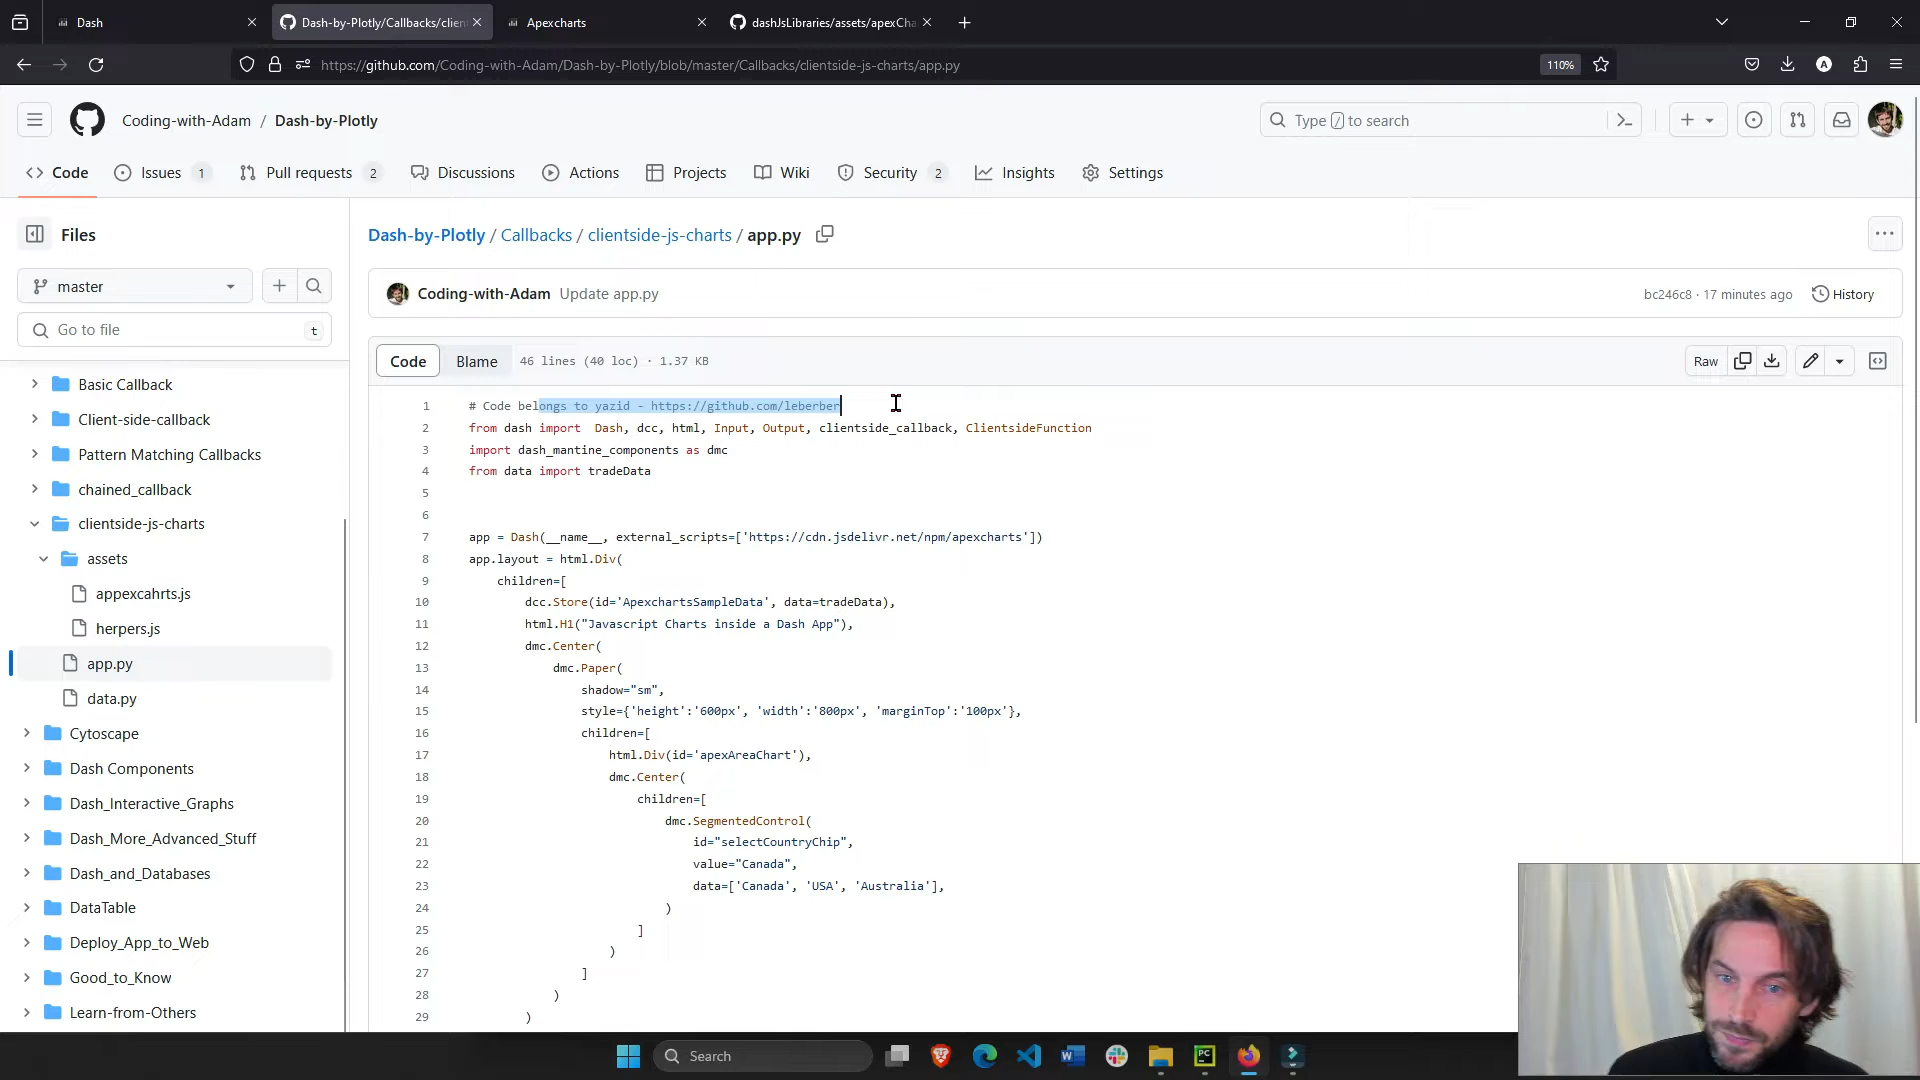 Dash
Dash-by-Plotly/Callbacks/clien
Apexcharts
dashJsLibraries/assets/apexCha
https://github.com/Coding-with-Adam/Dash-by-Plotly/blob/master/Callbacks/clientside-js-charts/app.py
110%
Coding-with-Adam / Dash-by-Plotly
Type / to search
Code
Issues 1
Pull requests 2
Discussions
Actions
Projects
Wiki
Security 2
Insights
Settings
Files
master
Go to file
t
Basic Callback
Client-side-callback
Pattern Matching Callbacks
chained_callback
clientside-js-charts
assets
appexcahrts.js
herpers.js
app.py
data.py
Cytoscape
Dash Components
Dash_Interactive_Graphs
Dash_More_Advanced_Stuff
Dash_and_Databases
DataTable
Deploy_App_to_Web
Good_to_Know
Learn-from-Others
Dash-by-Plotly / Callbacks / clientside-js-charts / app.py
Coding-with-Adam Update app.py
bc246c8 · 17 minutes ago
History
Code
Blame
46 lines (40 loc) · 1.37 KB
Raw
1 # Code belongs to yazid - https://github.com/leberber
2 from dash import  Dash, dcc, html, Input, Output, clientside_callback, ClientsideFunction
3 import dash_mantine_components as dmc
4 from data import tradeData
5
6
7 app = Dash(__name__, external_scripts=['https://cdn.jsdelivr.net/npm/apexcharts'])
8 app.layout = html.Div(
9 children=[
10 dcc.Store(id='ApexchartsSampleData', data=tradeData),
11 html.H1("Javascript Charts inside a Dash App"),
12 dmc.Center(
13 dmc.Paper(
14 shadow="sm",
15 style={'height':'600px', 'width':'800px', 'marginTop':'100px'},
16 children=[
17 html.Div(id='apexAreaChart'),
18 dmc.Center(
19 children=[
20 dmc.SegmentedControl(
21 id="selectCountryChip",
22 value="Canada",
23 data=['Canada', 'USA', 'Australia'],
24 )
25 ]
26 )
27 ]
28 )
29 )
Search